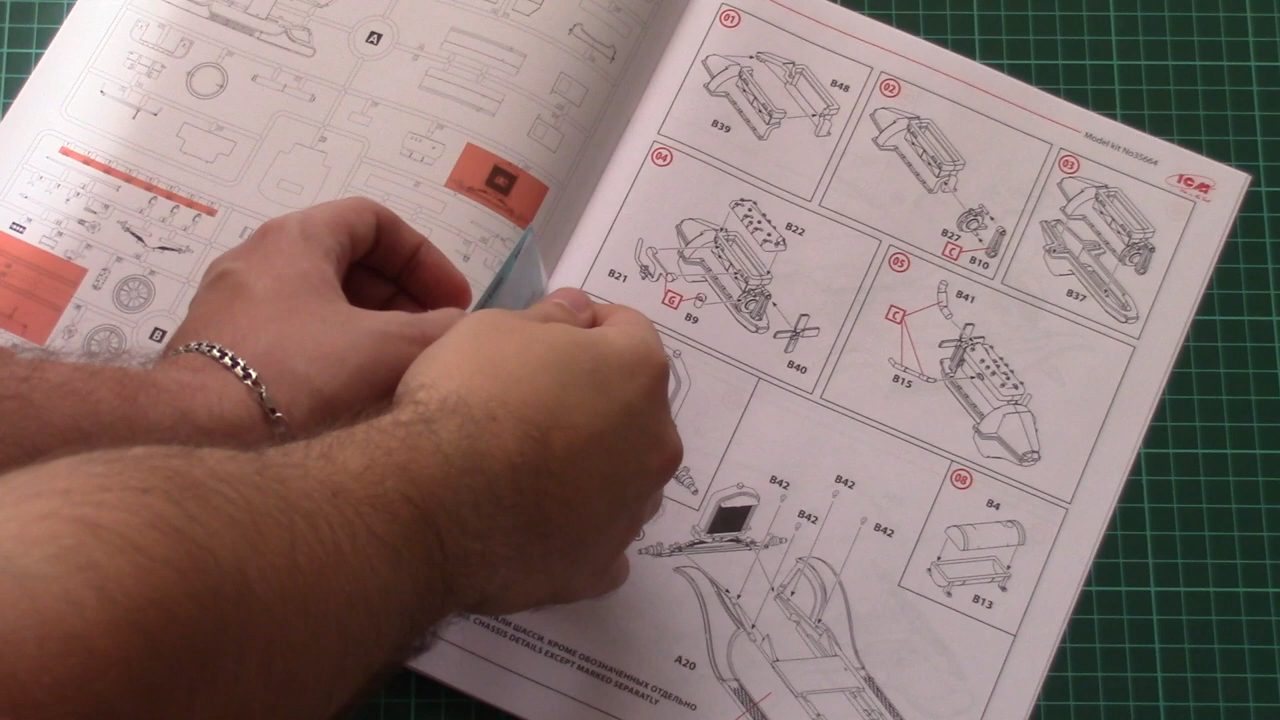 A
B
Model kit No35664
ICM
01
B48
B39
02
B27
C
B10
03
B37
04
B22
B21
G
B9
B40
05
B41
C
B15
B42
B42
B42
B42
08
B4
B13
A20
ШАССИ, КРОМЕ ОБОЗНАЧЕННЫХ ОТДЕЛЬНО
CHASSIS DETAILS EXCEPT MARKED SEPARATLY